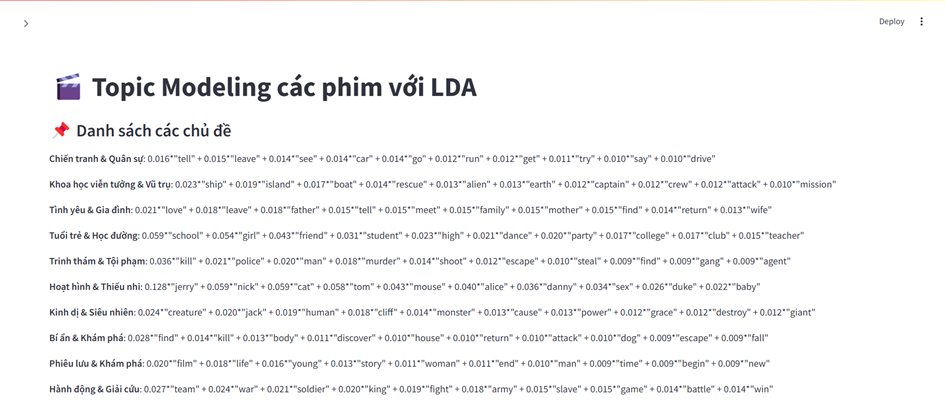 Deploy
Topic Modeling các phim với LDA
Danh sách các chủ đề
Chiến tranh & Quân sự: 0.016*"tell" + 0.015*"leave" + 0.014*"see" + 0.014*"car" + 0.014*"go" + 0.012*"run" + 0.012*"get" + 0.011*"try" + 0.010*"say" + 0.010*"drive"
Khoa học viễn tưởng & Vũ trụ: 0.023*"ship" + 0.019*"island" + 0.017*"boat" + 0.014*"rescue" + 0.013*"alien" + 0.013*"earth" + 0.012*"captain" + 0.012*"crew" + 0.012*"attack" + 0.010*"mission"
Tình yêu & Gia đình: 0.021*"love" + 0.018*"leave" + 0.018*"father" + 0.015*"tell" + 0.015*"meet" + 0.015*"family" + 0.015*"mother" + 0.015*"find" + 0.014*"return" + 0.013*"wife"
Tuổi trẻ & Học đường: 0.059*"school" + 0.054*"girl" + 0.043*"friend" + 0.031*"student" + 0.023*"high" + 0.021*"dance" + 0.020*"party" + 0.017*"college" + 0.017*"club" + 0.015*"teacher"
Trinh thám & Tội phạm: 0.036*"kill" + 0.021*"police" + 0.020*"man" + 0.018*"murder" + 0.014*"shoot" + 0.012*"escape" + 0.010*"steal" + 0.009*"find" + 0.009*"gang" + 0.009*"agent"
Hoạt hình & Thiếu nhi: 0.128*"jerry" + 0.059*"nick" + 0.059*"cat" + 0.058*"tom" + 0.043*"mouse" + 0.040*"alice" + 0.036*"danny" + 0.034*"sex" + 0.026*"duke" + 0.022*"baby"
Kinh dị & Siêu nhiên: 0.024*"creature" + 0.020*"jack" + 0.019*"human" + 0.018*"cliff" + 0.014*"monster" + 0.013*"cause" + 0.013*"power" + 0.012*"grace" + 0.012*"destroy" + 0.012*"giant"
Bí ẩn & Khám phá: 0.028*"find" + 0.014*"kill" + 0.013*"body" + 0.011*"discover" + 0.010*"house" + 0.010*"return" + 0.010*"attack" + 0.010*"dog" + 0.009*"escape" + 0.009*"fall"
Phiêu lưu & Khám phá: 0.020*"film" + 0.018*"life" + 0.016*"young" + 0.013*"story" + 0.011*"woman" + 0.011*"end" + 0.010*"man" + 0.009*"time" + 0.009*"begin" + 0.009*"new"
Hành động & Giải cứu: 0.027*"team" + 0.024*"war" + 0.021*"soldier" + 0.020*"king" + 0.019*"fight" + 0.018*"army" + 0.015*"slave" + 0.015*"game" + 0.014*"battle" + 0.014*"win"